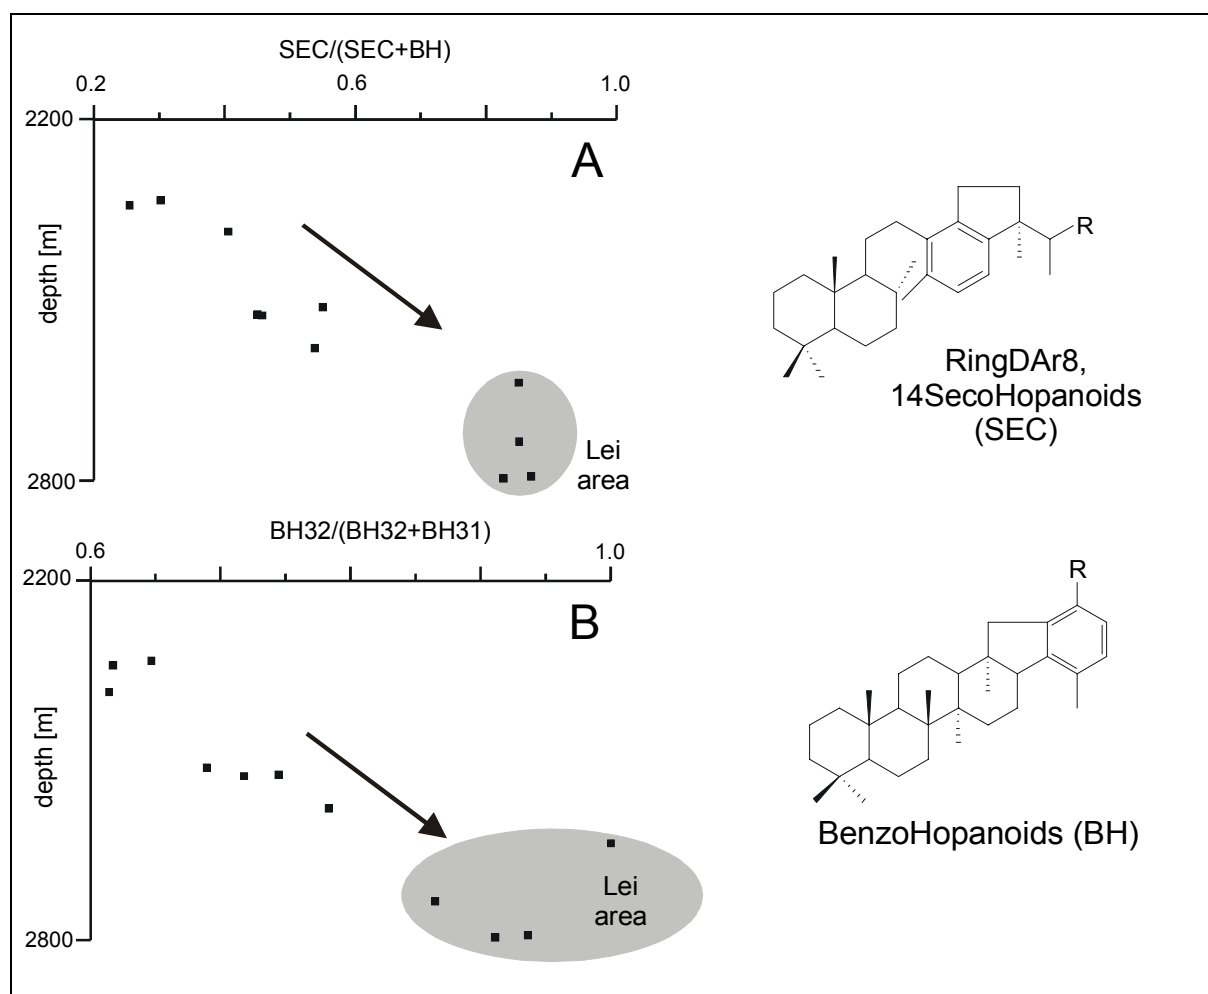 SEC/(SEC+BH)
0.2 0.6 1.0
2200
A
depth [m]
Lei
area
2800
R
RingDAr8,
14SecoHopanoids
(SEC)
BH32/(BH32+BH31)
0.6 1.0
2200
B
depth [m]
Lei
area
2800
R
BenzoHopanoids (BH)